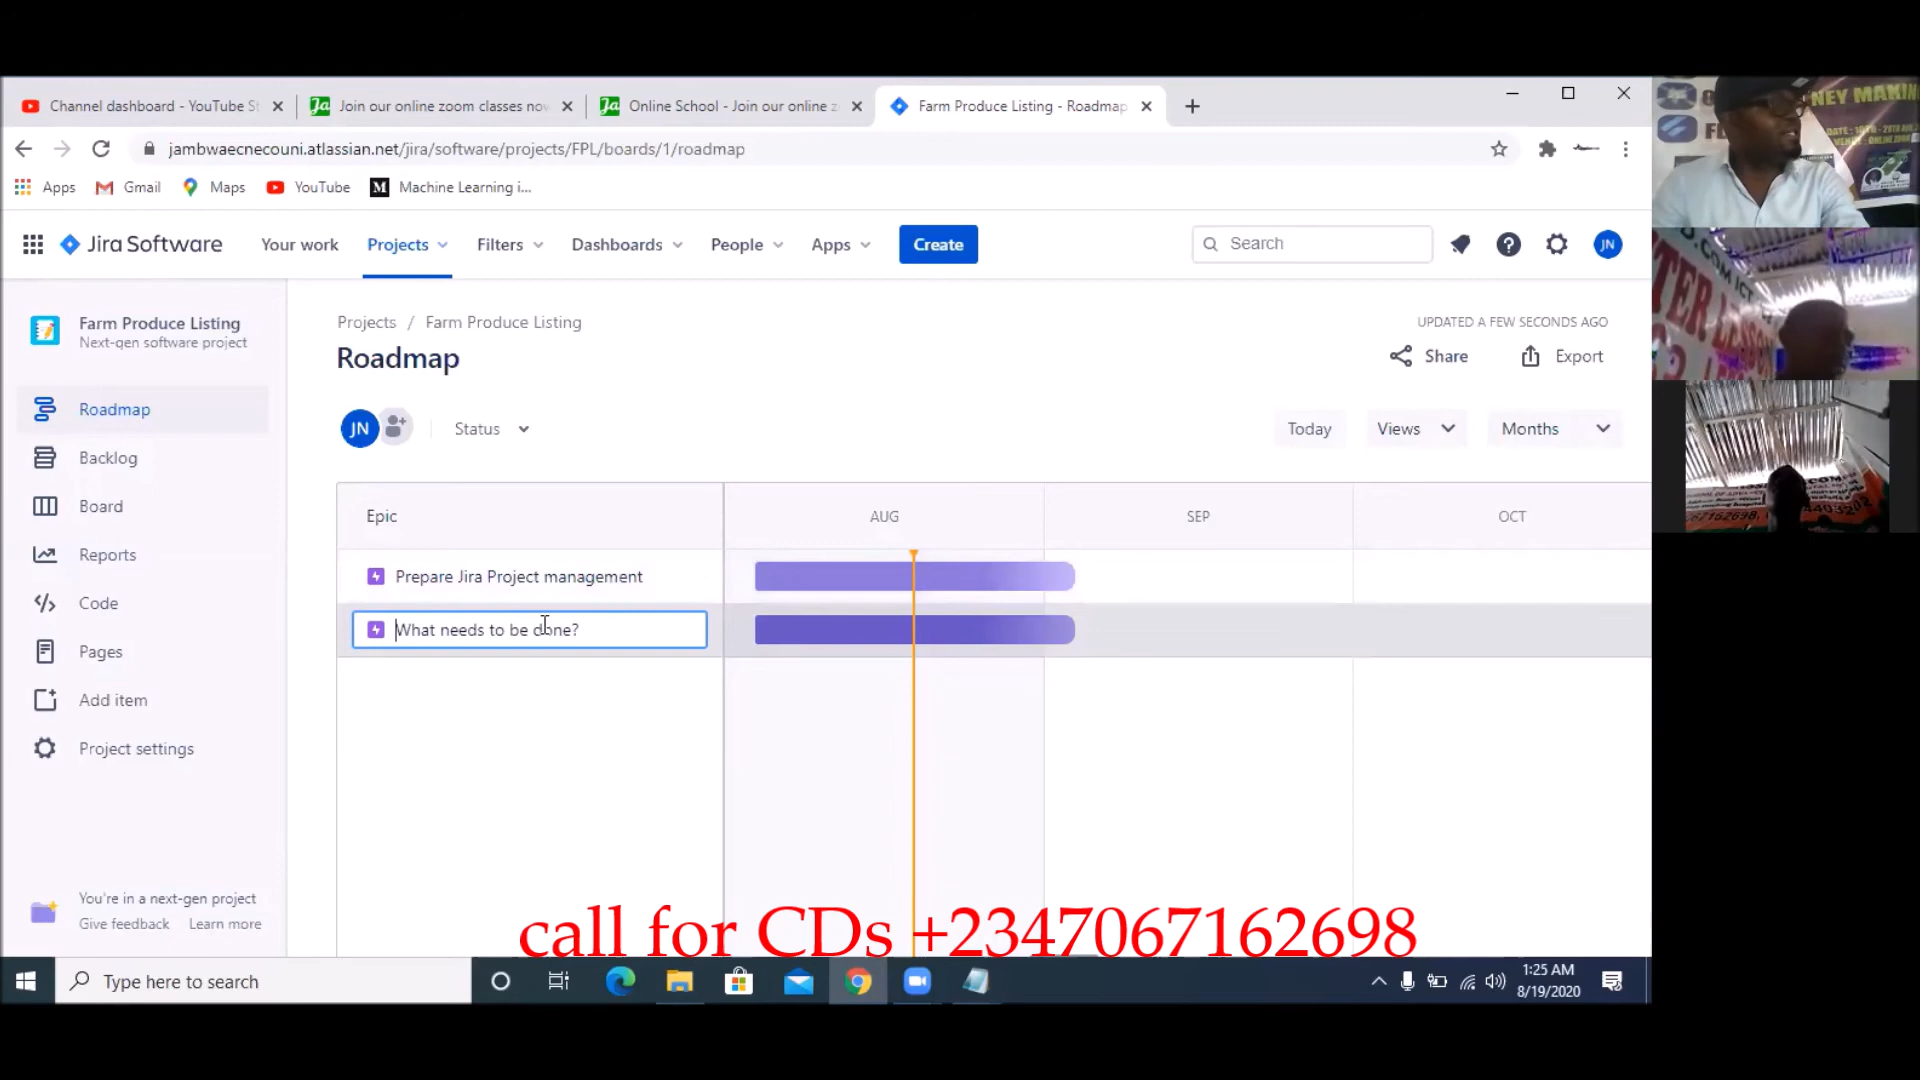 Channel dashboard - YouTube St
Join our online zoom classes now
Online School - Join our online z
Farm Produce Listing - Roadmap
jambwaecnecouni.atlassian.net/jira/software/projects/FPL/boards/1/roadmap
Apps Gmail Maps YouTube M Machine Learning i...
Jira Software Your work Projects Filters Dashboards People Apps Create Search JN
Farm Produce Listing
Next-gen software project
Roadmap
Backlog
Board
Reports
Code
Pages
Add item
Project settings
You're in a next-gen project
Give feedback Learn more
Projects / Farm Produce Listing
UPDATED A FEW SECONDS AGO
Roadmap
Share Export
JN Status Today Views Months
Epic AUG SEP OCT
Prepare Jira Project management
What needs to be done?
call for CDs +2347067162698
Type here to search
1:25 AM
8/19/2020
NEY MAKIN